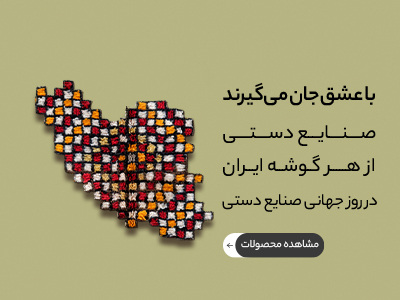 با عشق جان می‌گیرند
صنایع دستی
از هر گوشه ایران
در روز جهانی صنایع دستی
مشاهده محصولات